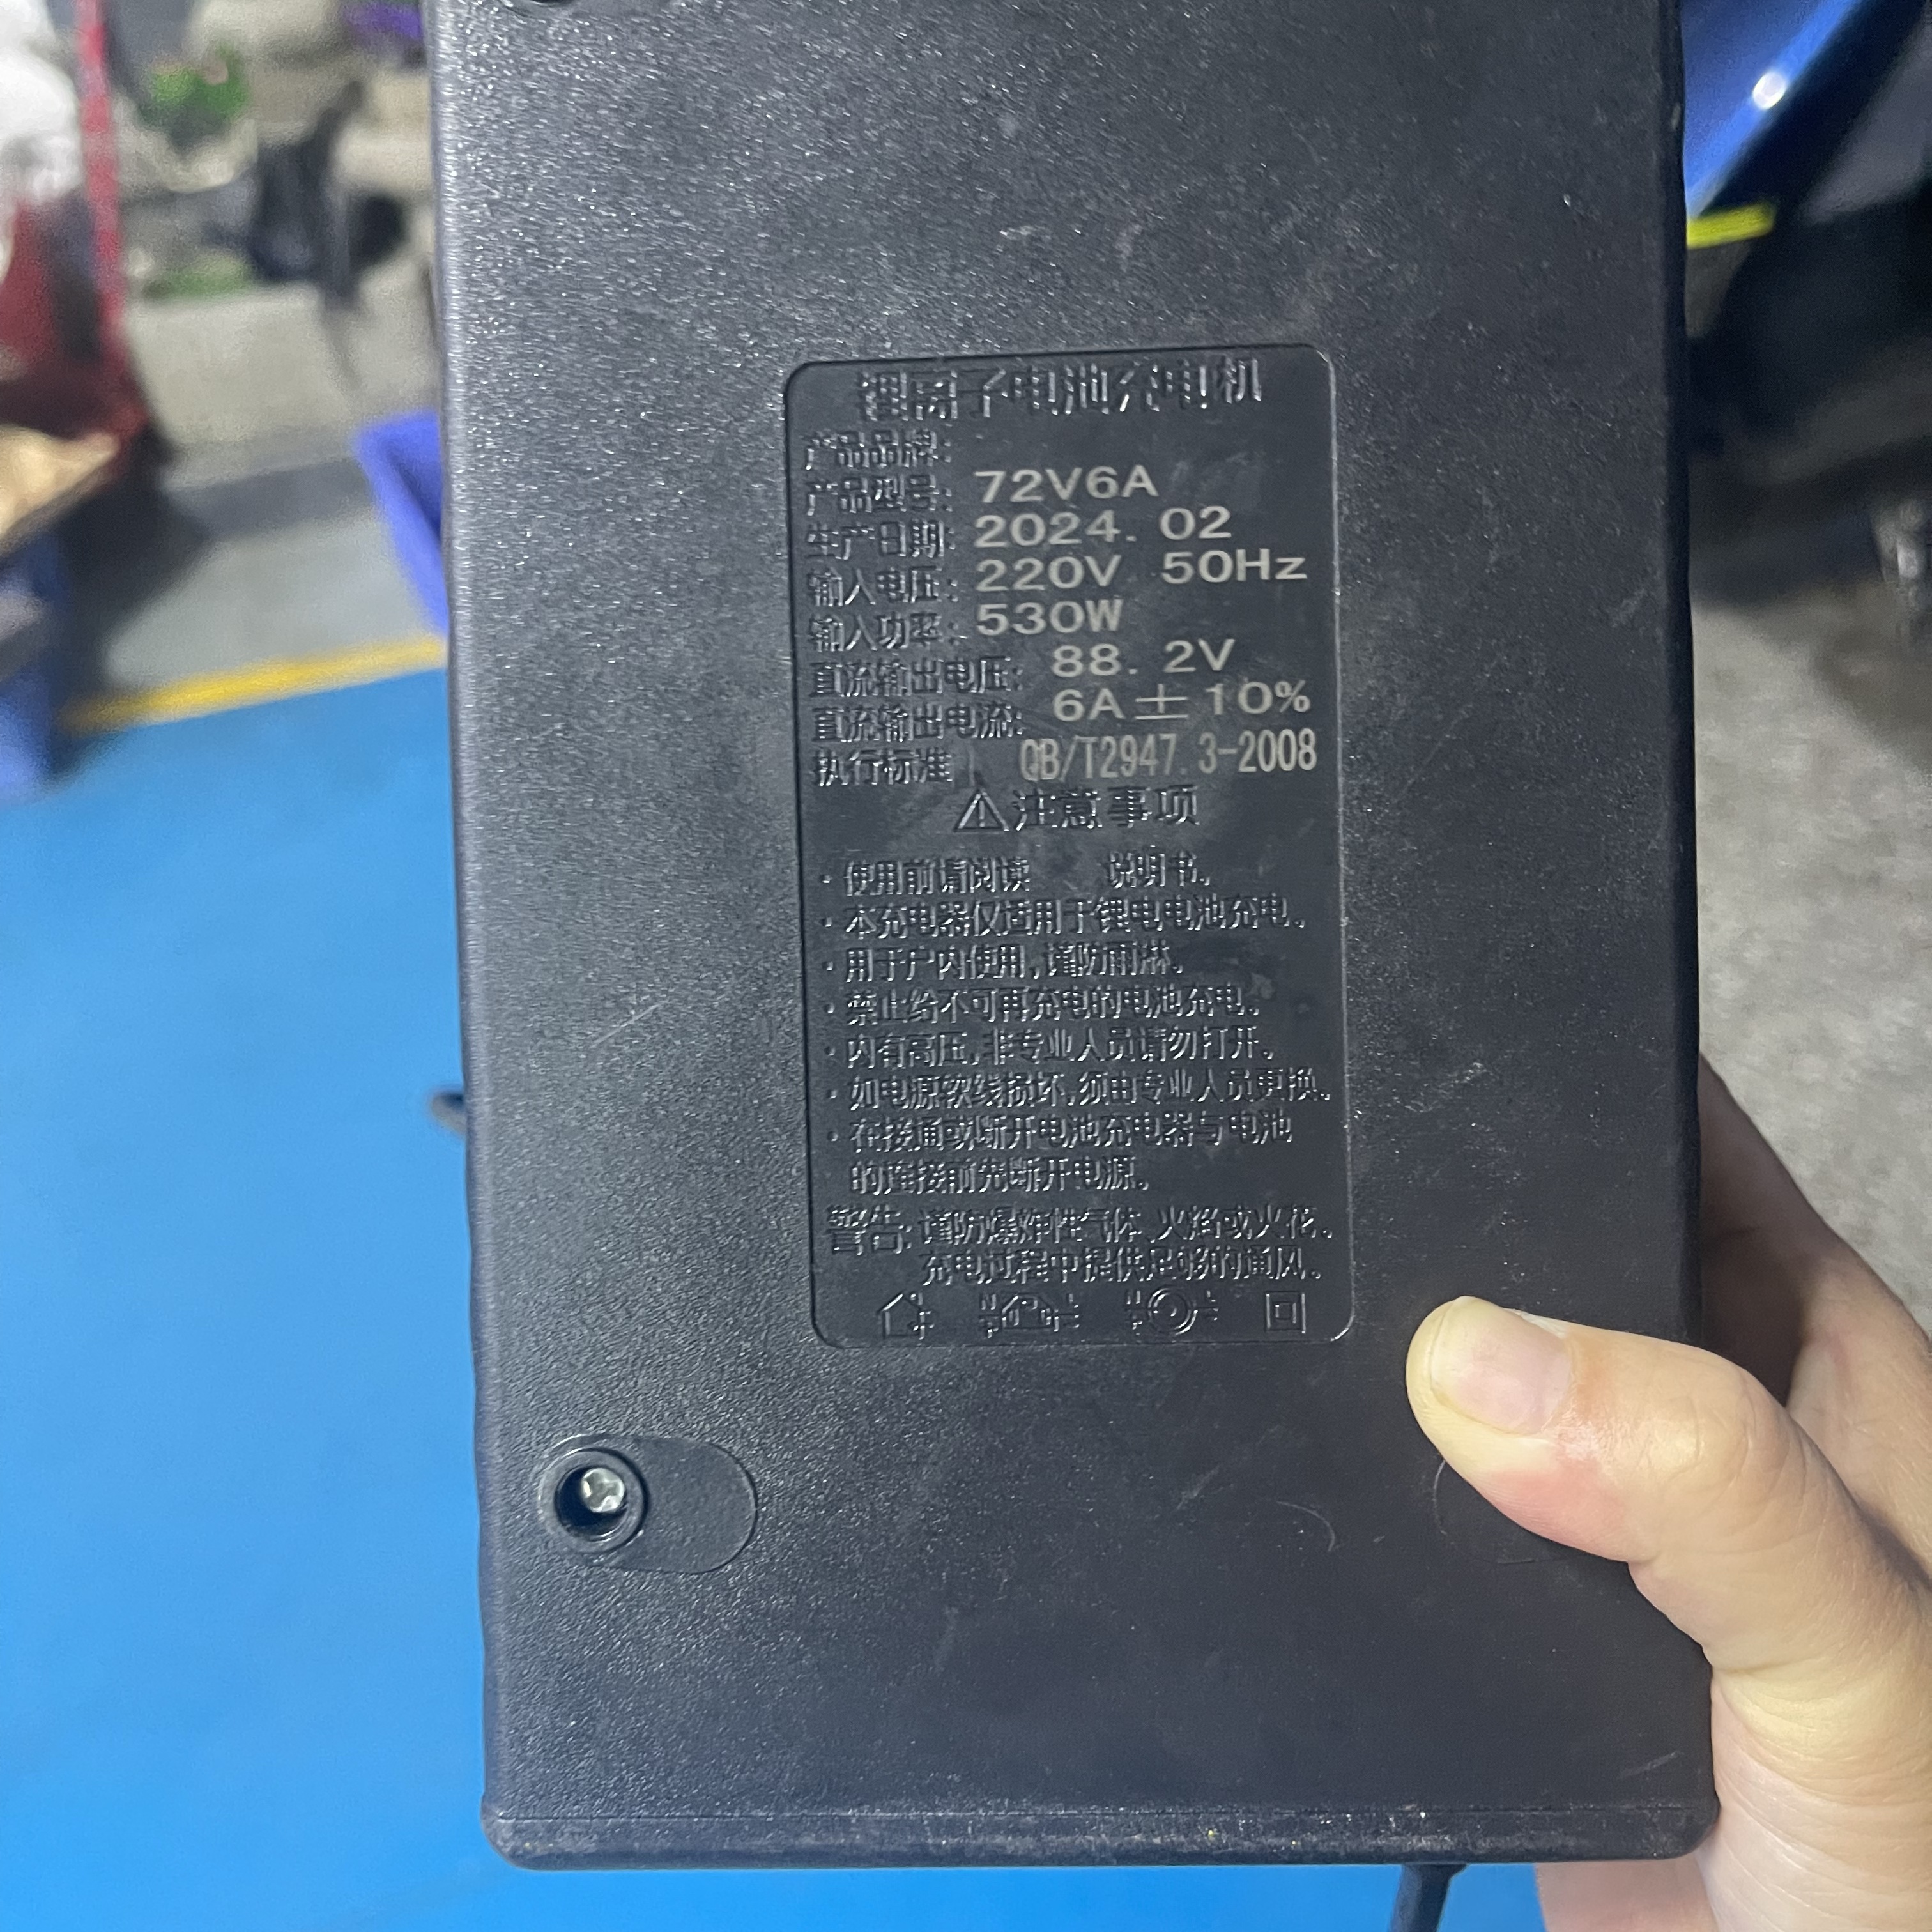 锂离子电池充电机
产品品牌:
产品型号: 72V6A
生产日期: 2024. 02
输入电压: 220V 50Hz
输入功率: 530W
直流输出电压: 88. 2V
直流输出电流: 6A±10%
执行标准 QB/T2947. 3-2008
⚠注意事项
·使用前请阅读 说明书。
·本充电器仅适用于锂电电池充电。
·用于户内使用,谨防雨淋。
·禁止给不可再充电的电池充电。
·内有高压,非专业人员请勿打开。
·如电源软线损坏,须由专业人员更换。
·在接通或断开电池充电器与电池
的连接前先断开电源。
警告:谨防爆炸性气体、火焰或火花。
充电过程中提供足够的通风。